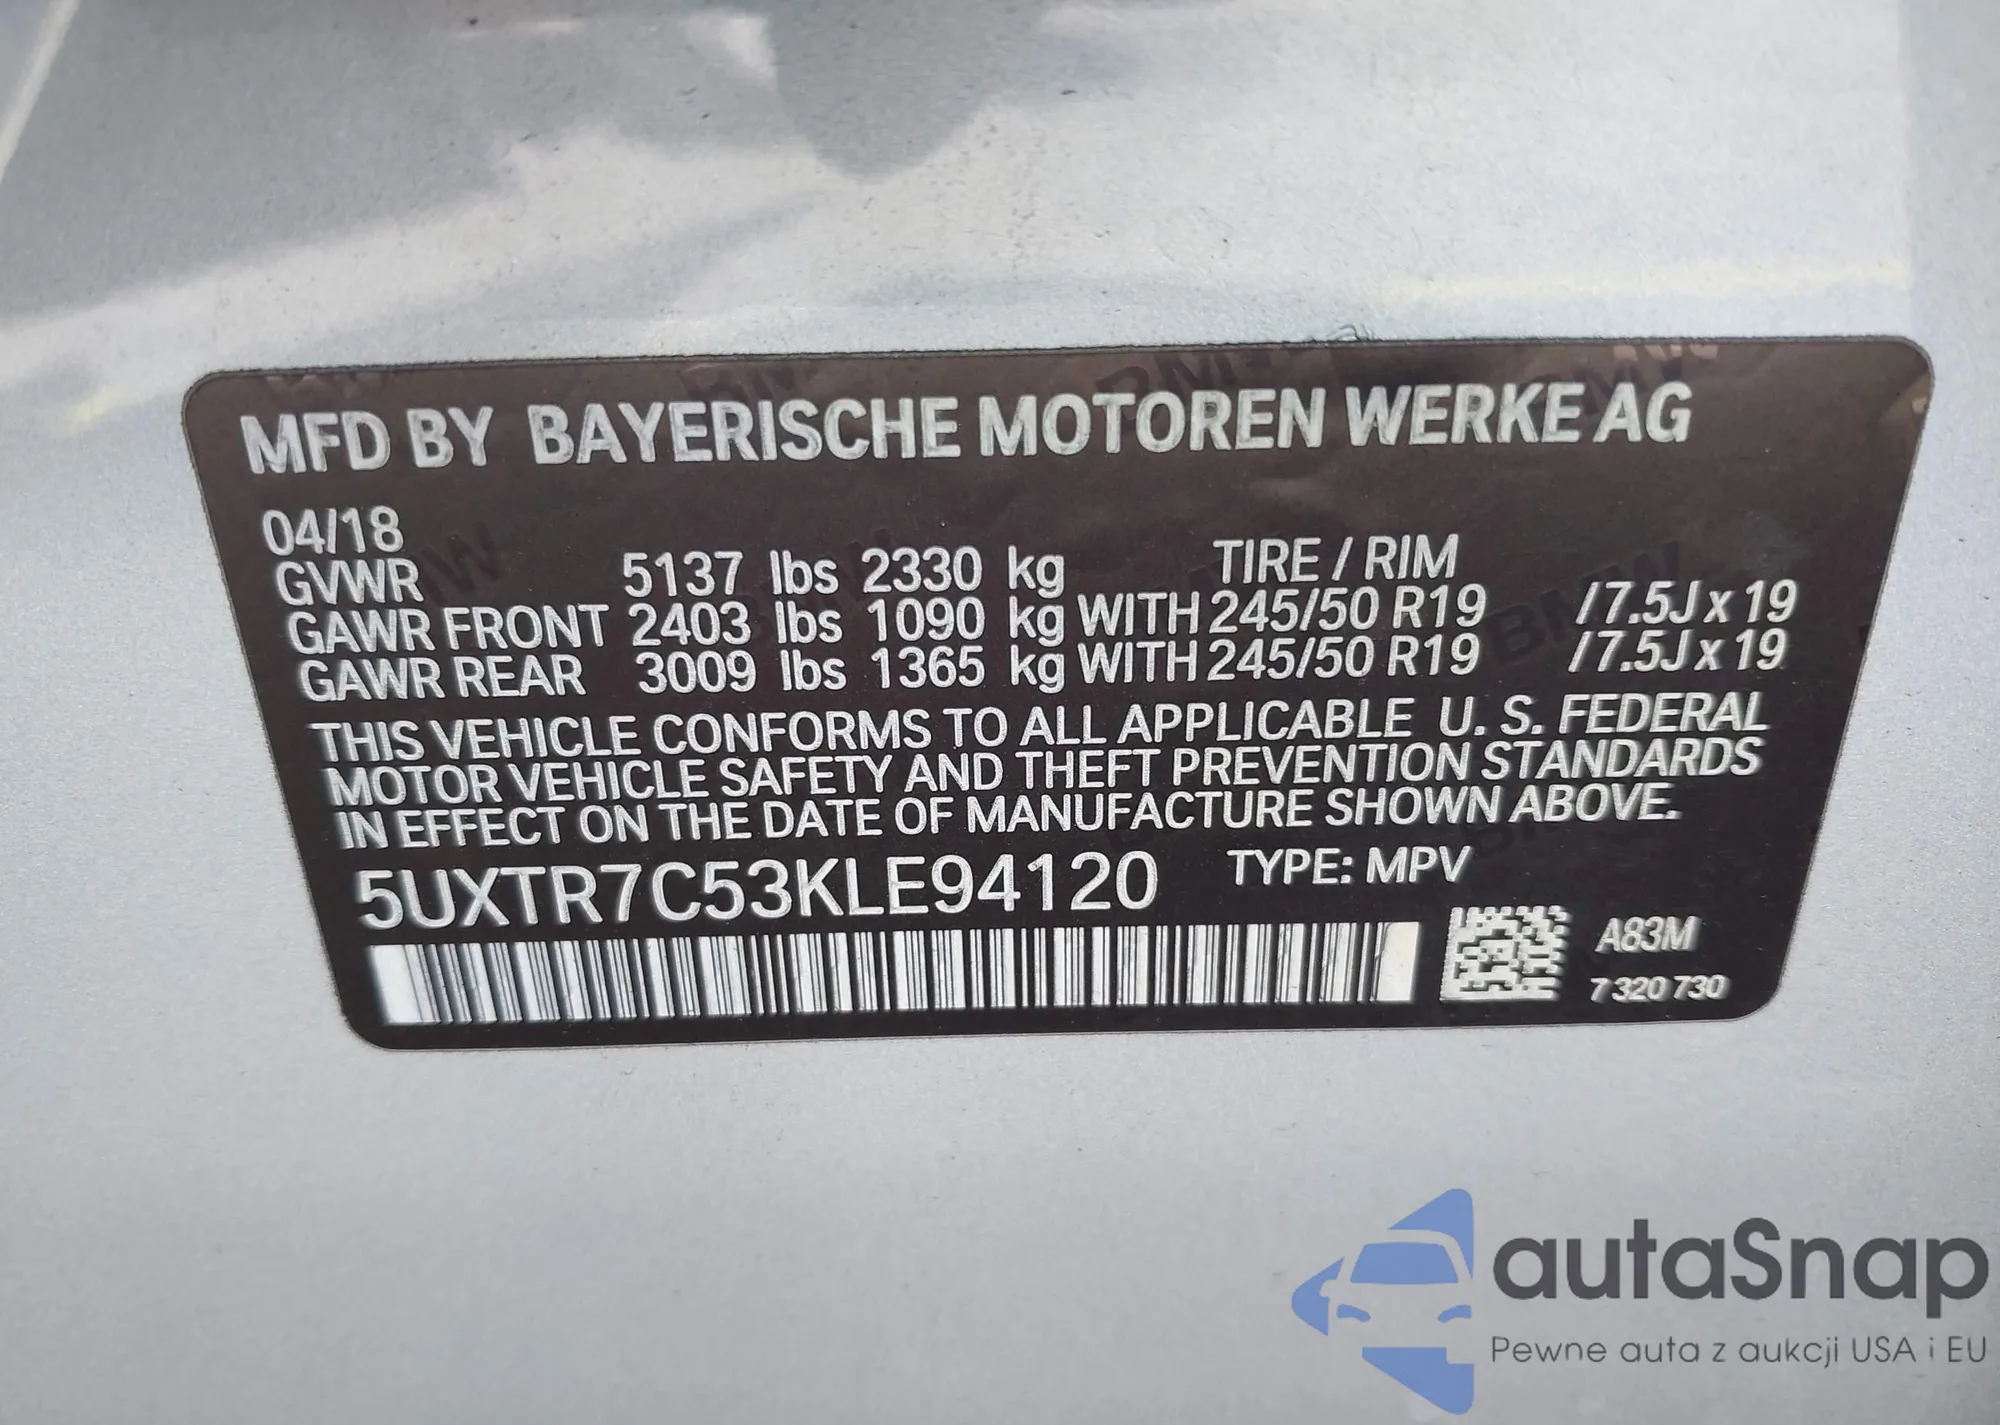 MFD BY BAYERISCHE MOTOREN WERKE AG
04/18
GVWR 5137 lbs 2330 kg TIRE / RIM
GAWR FRONT 2403 lbs 1090 kg WITH 245/50 R19 /7.5J x 19
GAWR REAR 3009 lbs 1365 kg WITH 245/50 R19 /7.5J x 19
THIS VEHICLE CONFORMS TO ALL APPLICABLE U. S. FEDERAL
MOTOR VEHICLE SAFETY AND THEFT PREVENTION STANDARDS
IN EFFECT ON THE DATE OF MANUFACTURE SHOWN ABOVE.
5UXTR7C53KLE94120 TYPE: MPV
A83M
7 320 730
autaSnap
Pewne auta z aukcji USA i EU